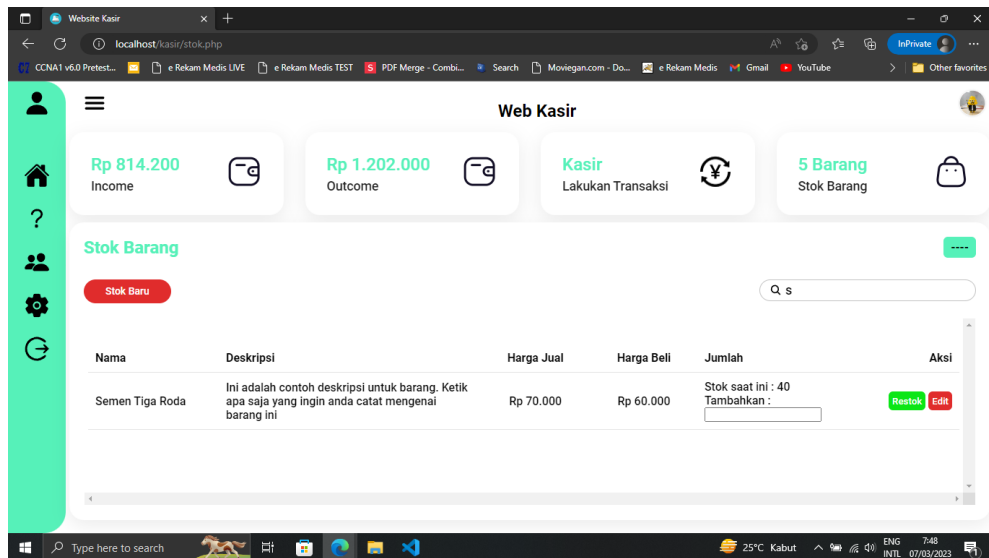 Website Kasir
localhost/kasir/stok.php
InPrivate
CCNA1 v6.0 Pretest...
e Rekam Medis LIVE
e Rekam Medis TEST
PDF Merge - Combi...
Search
Moviegan.com - Do...
e Rekam Medis
Gmail
YouTube
Other favorites
Web Kasir
Rp 814.200
Income
Rp 1.202.000
Outcome
Kasir
Lakukan Transaksi
5 Barang
Stok Barang
Stok Barang
----
Stok Baru
s
Nama Deskripsi Harga Jual Harga Beli Jumlah Aksi
Semen Tiga Roda
Ini adalah contoh deskripsi untuk barang. Ketik
apa saja yang ingin anda catat mengenai
barang ini
Rp 70.000
Rp 60.000
Stok saat ini : 40
Tambahkan :
Restok Edit
Type here to search
25°C Kabut
ENG
INTL
7:48
07/03/2023